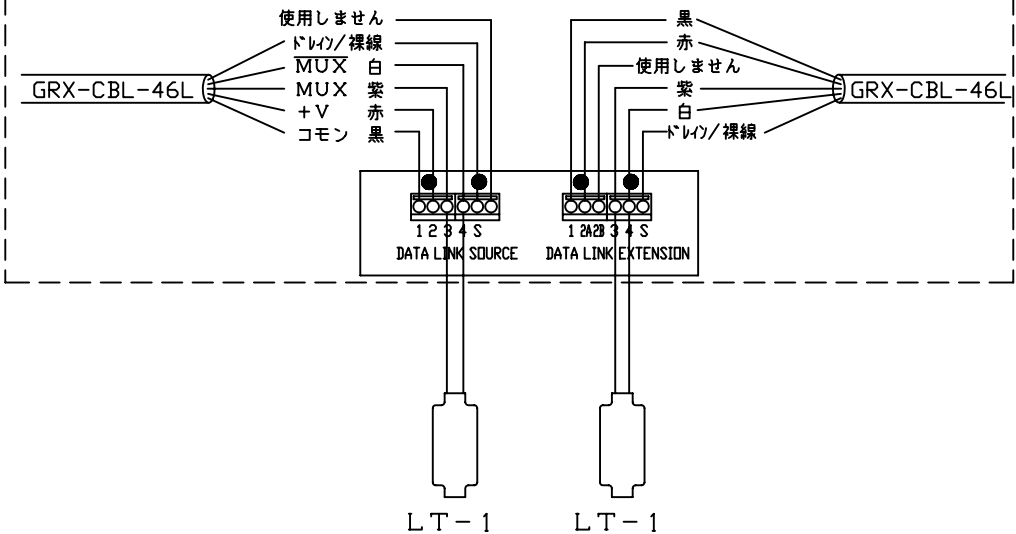 使用しません
ドレイン/裸線
MUX 白
GRX-CBL-46L
MUX 紫
+V 赤
コモン 黒
黒
赤
使用しません
紫
GRX-CBL-46L
白
ドレイン/裸線
1 2 3 4 S
DATA LINK SOURCE
1 2A2B 3 4 S
DATA LINK EXTENSION
LT-1
LT-1